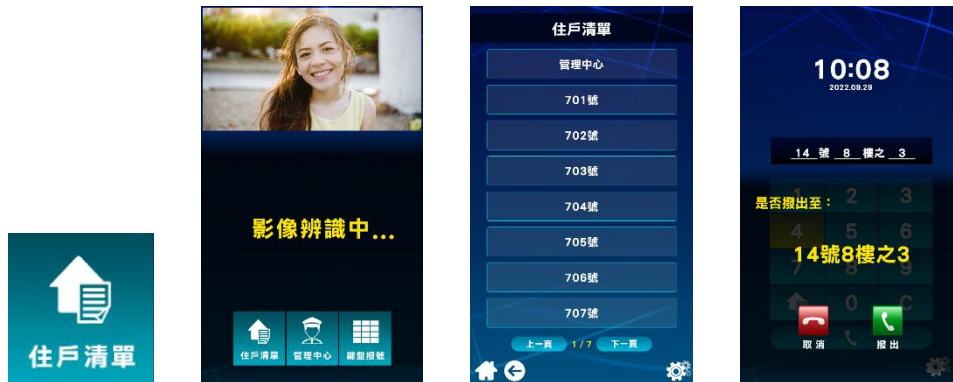 住戶清單
影像辨識中...
住戶清單
管理中心
鍵盤撥號
住戶清單
管理中心
701號
702號
703號
704號
705號
706號
707號
上一頁 1/7 下一頁
10:08
2022.09.29
14 號 8 樓之 3
1 2 3
是否撥出至：
4 5 6
14號8樓之3
7 8 9
0 C
取消
撥出